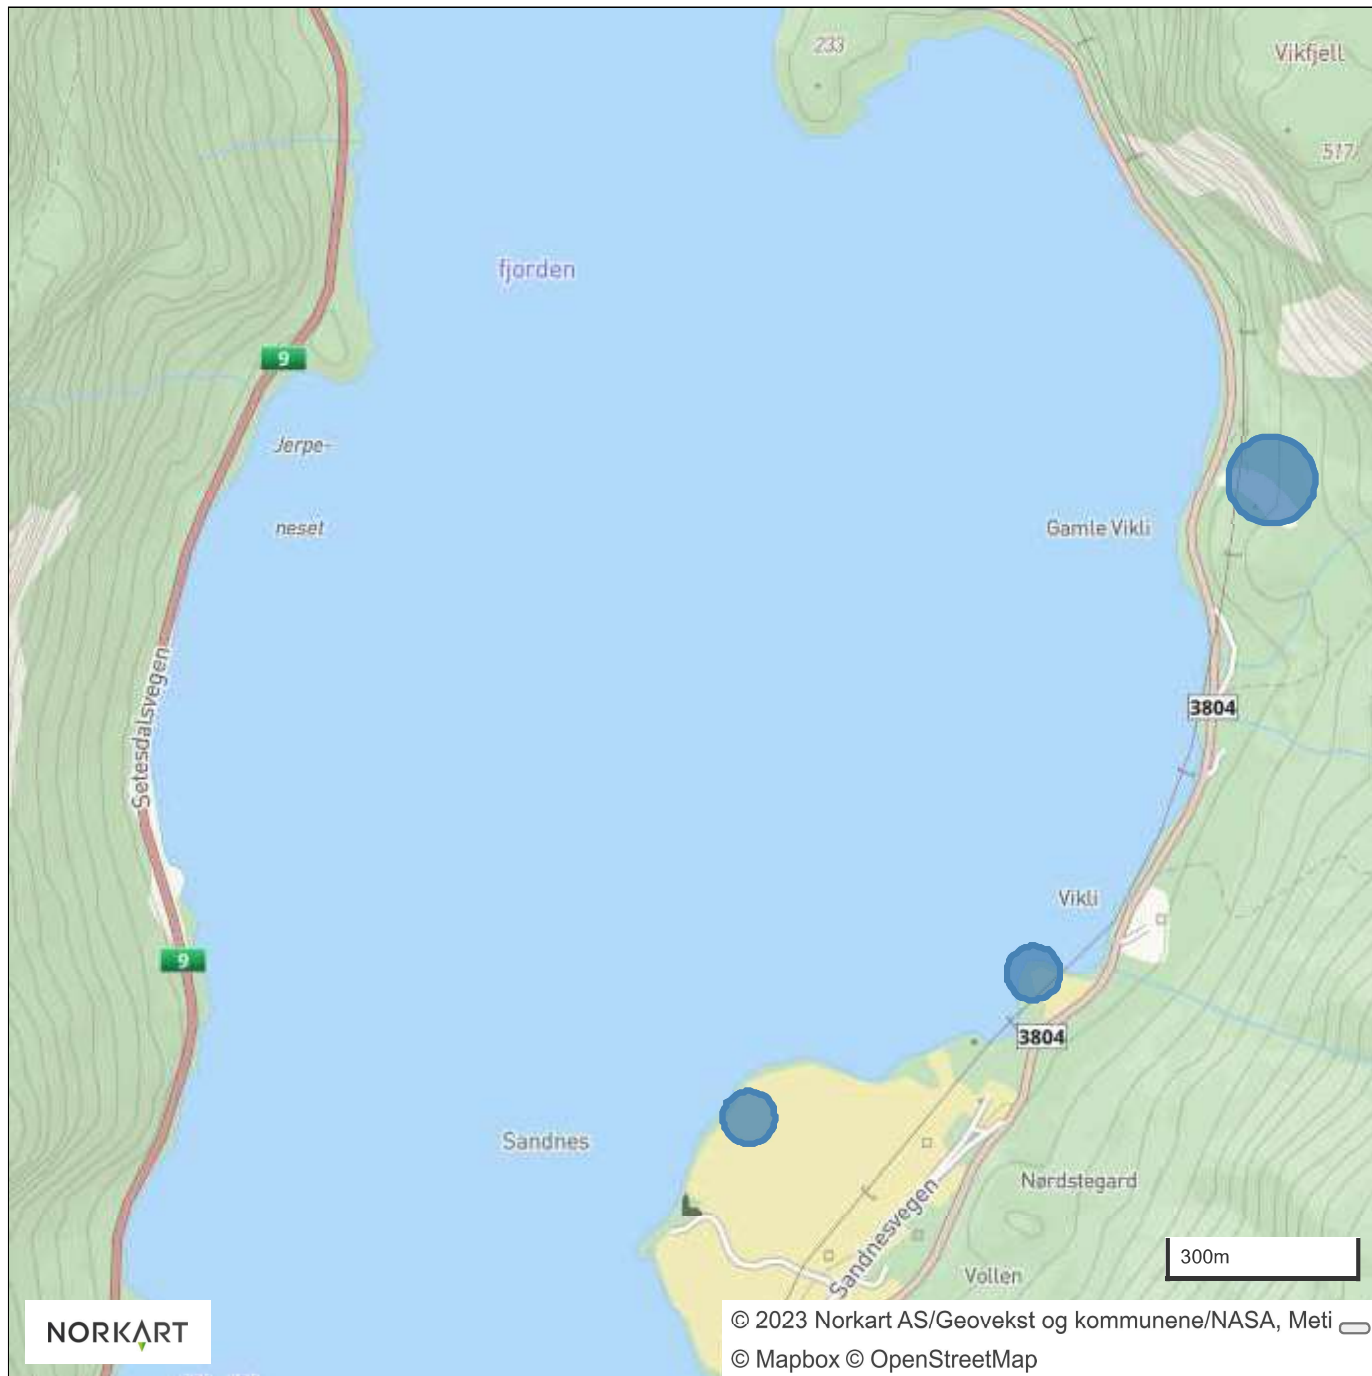 233
Vikfjell
517
fjorden
9
Jerpe-
neset
Gamle Vikli
Setesdalsvegen
3804
Vikli
9
3804
Sandnes
Nørdstegard
Sandnesvegen
Vollen
300m
NORKART
© 2023 Norkart AS/Geovekst og kommunene/NASA, Meti
© Mapbox © OpenStreetMap